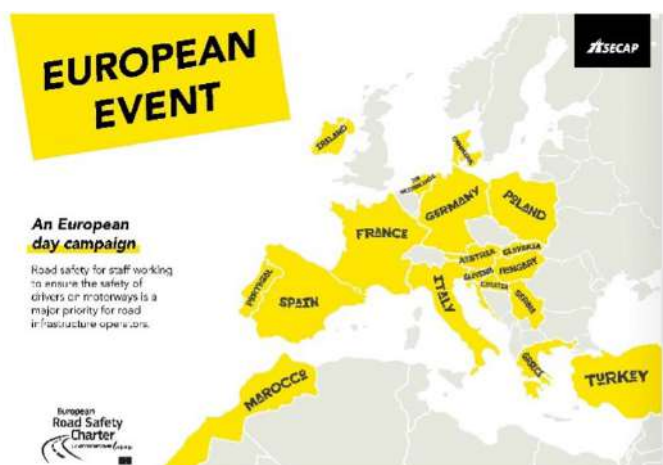 EUROPEAN
EVENT
ASECAP
An European
day campaign
Road safety for staff working
to ensure the safety of
drivers on motorways is a
major priority for road
infrastructure operators.
IRELAND
DENMARK
THE
NETHERLANDS
GERMANY
POLAND
FRANCE
AUSTRIA
SLOVAKIA
SLOVENIA
HUNGARY
CROATIA
SERBIA
ITALY
PORTUGAL
SPAIN
GREECE
TURKEY
MAROCCO
European
Road Safety
Charter